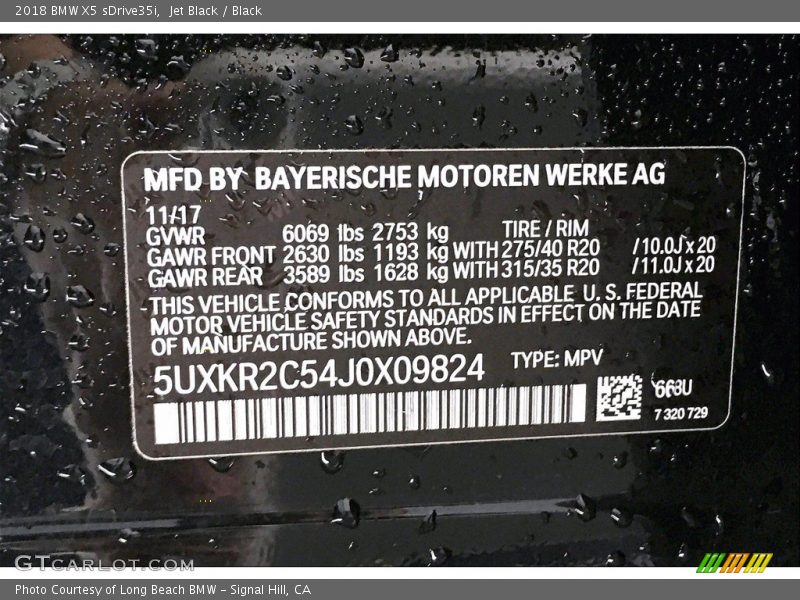 2018 BMW X5 sDrive35i, Jet Black / Black
MFD BY BAYERISCHE MOTOREN WERKE AG
11/17
GVWR 6069 lbs 2753 kg TIRE / RIM
GAWR FRONT 2630 lbs 1193 kg WITH 275/40 R20 /10.0J x 20
GAWR REAR 3589 lbs 1628 kg WITH 315/35 R20 /11.0J x 20
THIS VEHICLE CONFORMS TO ALL APPLICABLE U. S. FEDERAL
MOTOR VEHICLE SAFETY STANDARDS IN EFFECT ON THE DATE
OF MANUFACTURE SHOWN ABOVE.
5UXKR2C54J0X09824 TYPE: MPV
668U
7 320 729
GTCARLOT.COM
Photo Courtesy of Long Beach BMW - Signal Hill, CA